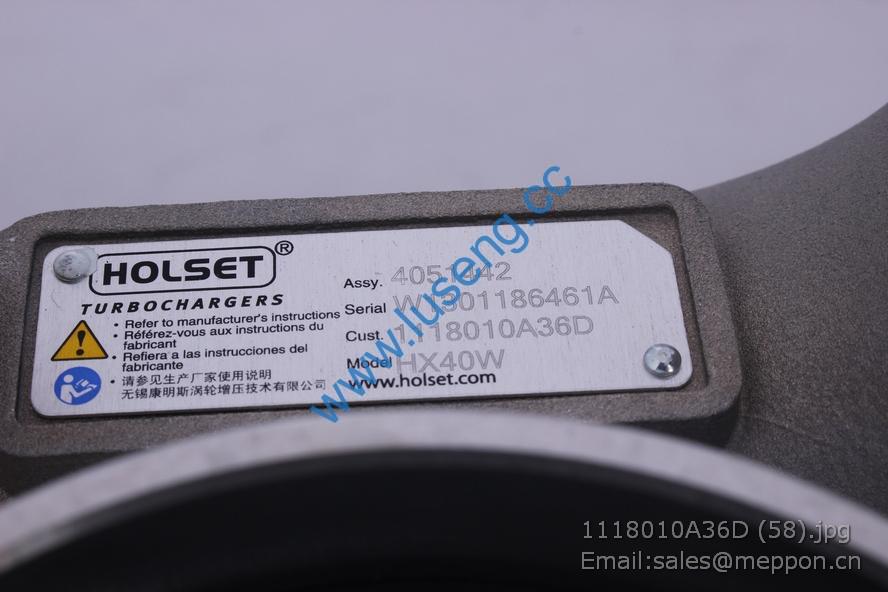 HOLSET®
TURBOCHARGERS
• Refer to manufacturer's instructions
• Référez-vous aux instructions du
fabricant
• Refiera a las instrucciones del
fabricante
• 请参见生产厂家使用说明
无锡康明斯涡轮增压技术有限公司
Assy. 4051442
Serial W1301186461A
Cust. 1118010A36D
Model HX40W
www.holset.com
www.luseng.cc
1118010A36D (58).jpg
Email:sales@meppon.cn